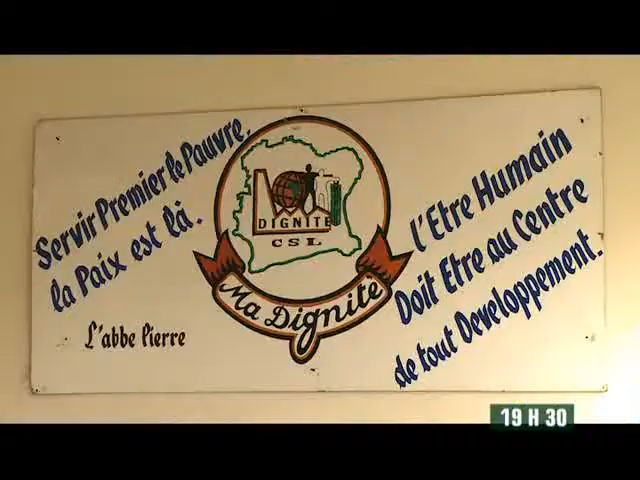 Servir Premier le Pauvre.
la Paix est là.
L'abbe Pierre
DIGNITÉ
CSL
Ma Dignité
l'Etre Humain
Doit Etre au Centre
de tout Developpement.
19 H 30